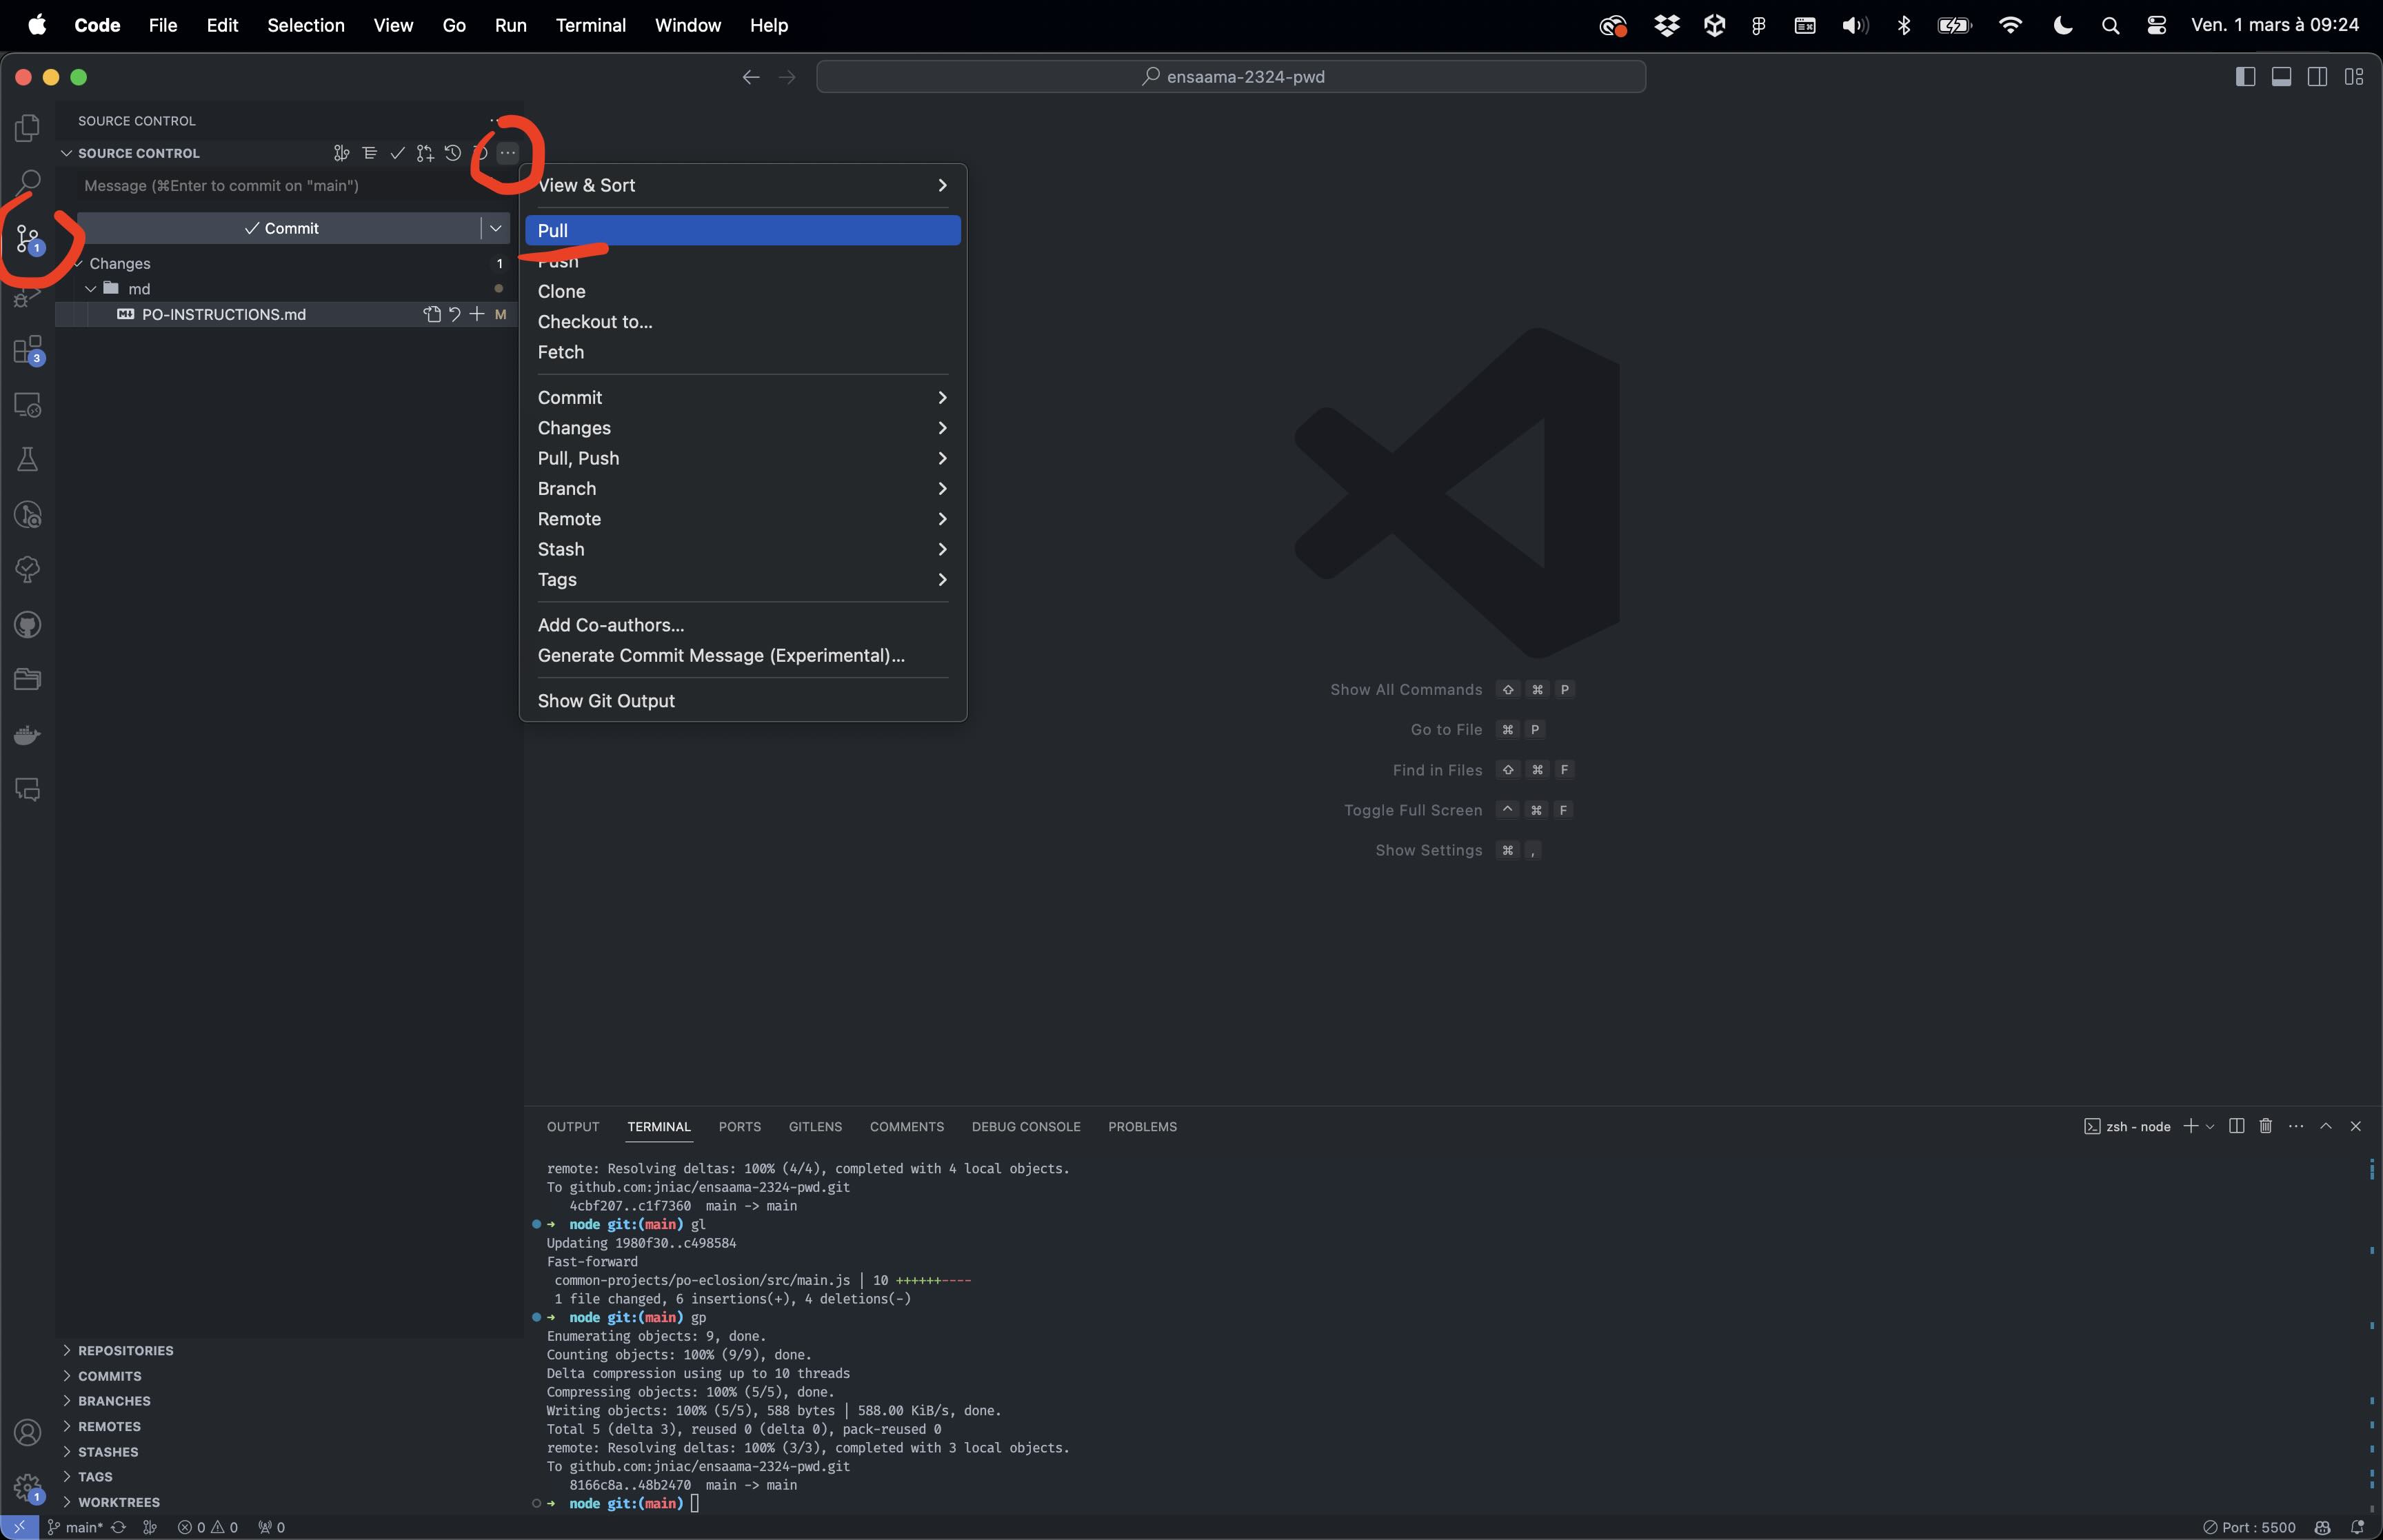 Code File Edit Selection View Go Run Terminal Window Help Ven. 1 mars à 09:24
ensaama-2324-pwd
SOURCE CONTROL
SOURCE CONTROL
Message (⌘Enter to commit on "main")
Commit
Changes 1
md
PO-INSTRUCTIONS.md M
1
3
View & Sort
Pull
Push
Clone
Checkout to...
Fetch
Commit
Changes
Pull, Push
Branch
Remote
Stash
Tags
Add Co-authors...
Generate Commit Message (Experimental)...
Show Git Output
Show All Commands ⇧ ⌘ P
Go to File ⌘ P
Find in Files ⇧ ⌘ F
Toggle Full Screen ^ ⌘ F
Show Settings ⌘ ,
OUTPUT TERMINAL PORTS GITLENS COMMENTS DEBUG CONSOLE PROBLEMS zsh - node
remote: Resolving deltas: 100% (4/4), completed with 4 local objects.
To github.com:jniac/ensaama-2324-pwd.git
4cbf207..c1f7360 main -> main
➜ node git:(main) gl
Updating 1980f30..c498584
Fast-forward
common-projects/po-eclosion/src/main.js | 10 ++++++----
1 file changed, 6 insertions(+), 4 deletions(-)
➜ node git:(main) gp
Enumerating objects: 9, done.
Counting objects: 100% (9/9), done.
Delta compression using up to 10 threads
Compressing objects: 100% (5/5), done.
Writing objects: 100% (5/5), 588 bytes | 588.00 KiB/s, done.
Total 5 (delta 3), reused 0 (delta 0), pack-reused 0
remote: Resolving deltas: 100% (3/3), completed with 3 local objects.
To github.com:jniac/ensaama-2324-pwd.git
8166c8a..48b2470 main -> main
➜ node git:(main)
REPOSITORIES
COMMITS
BRANCHES
REMOTES
STASHES
TAGS
WORKTREES
1
main* 0 0 0 Port : 5500